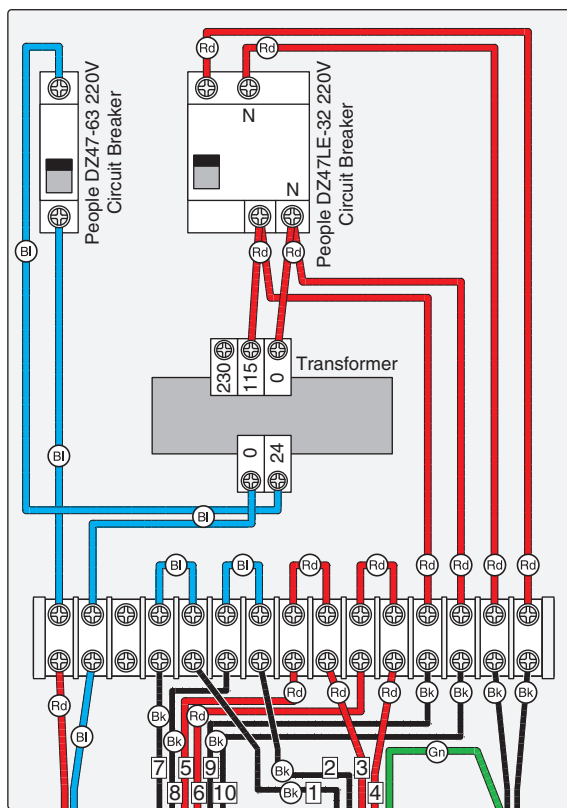 Rd
Rd
N
N
People DZ47-63 220V
Circuit Breaker
People DZ47LE-32 220V
Circuit Breaker
Bl
Rd
Rd
230
115
0
Transformer
0
24
Bl
Bl
Bl
Bl
Rd
Rd
Rd
Rd
Rd
Rd
Rd
Bl
Bk
Bk
Rd
Rd
Rd
Rd
Bk
Bk
Bk
Bk
Gn
Bk
Bk
7
8
5
6
9
10
1
2
3
4